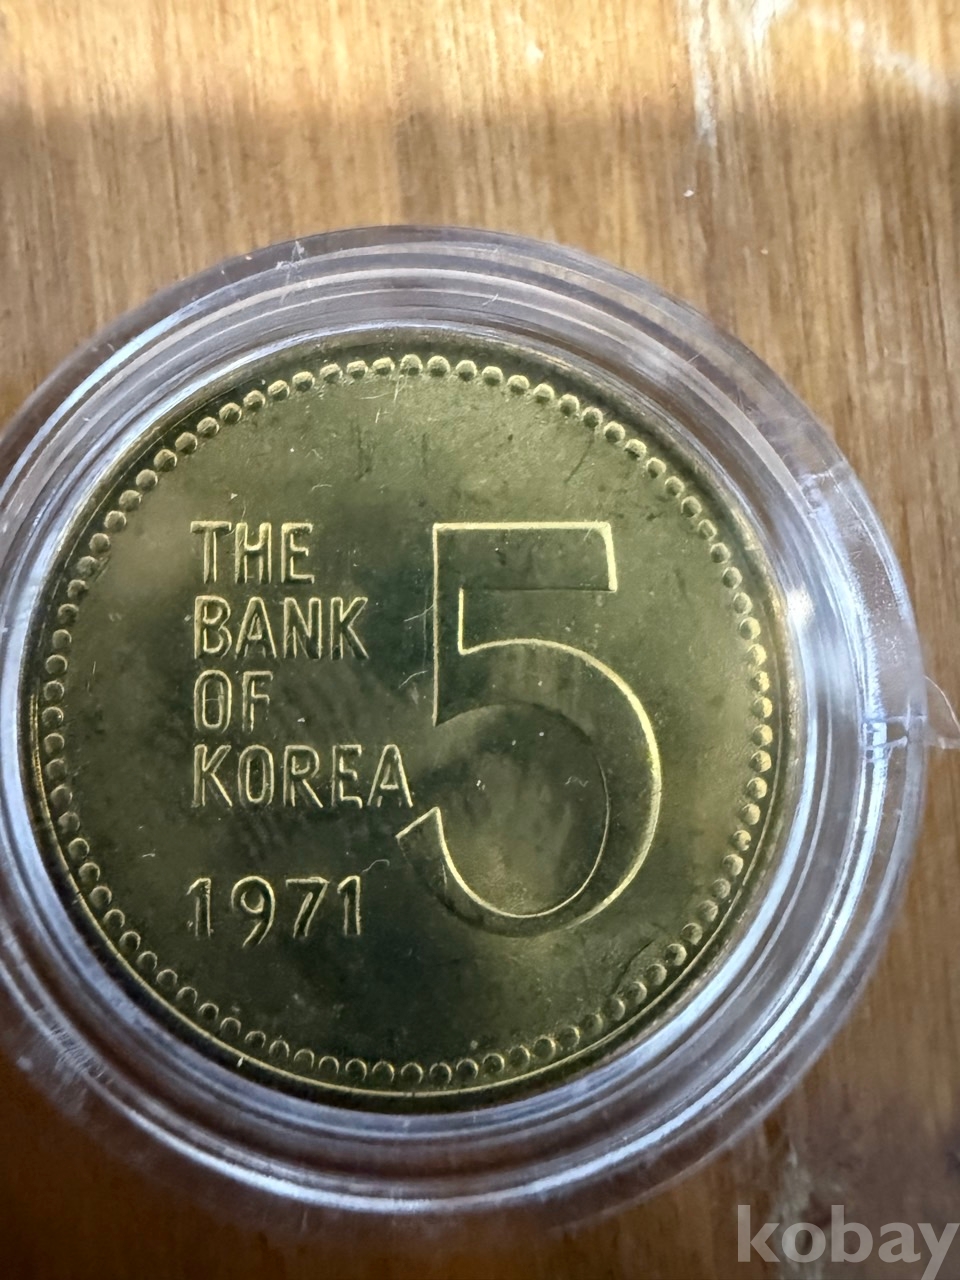 THE
BANK
OF
KOREA
1971
5
kobay